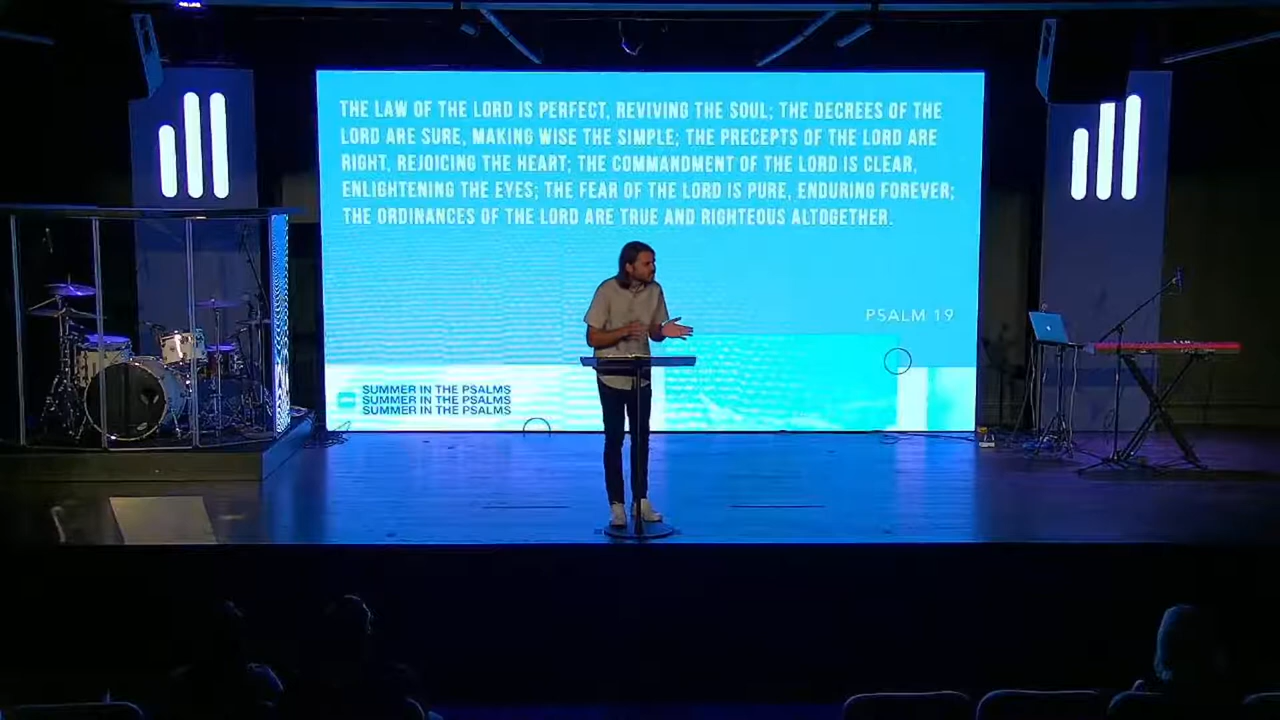 THE LAW OF THE LORD IS PERFECT, REVIVING THE SOUL; THE DECREES OF THE
LORD ARE SURE, MAKING WISE THE SIMPLE; THE PRECEPTS OF THE LORD ARE
RIGHT, REJOICING THE HEART; THE COMMANDMENT OF THE LORD IS CLEAR,
ENLIGHTENING THE EYES; THE FEAR OF THE LORD IS PURE, ENDURING FOREVER;
THE ORDINANCES OF THE LORD ARE TRUE AND RIGHTEOUS ALTOGETHER.
PSALM 19
SUMMER IN THE PSALMS
SUMMER IN THE PSALMS
SUMMER IN THE PSALMS